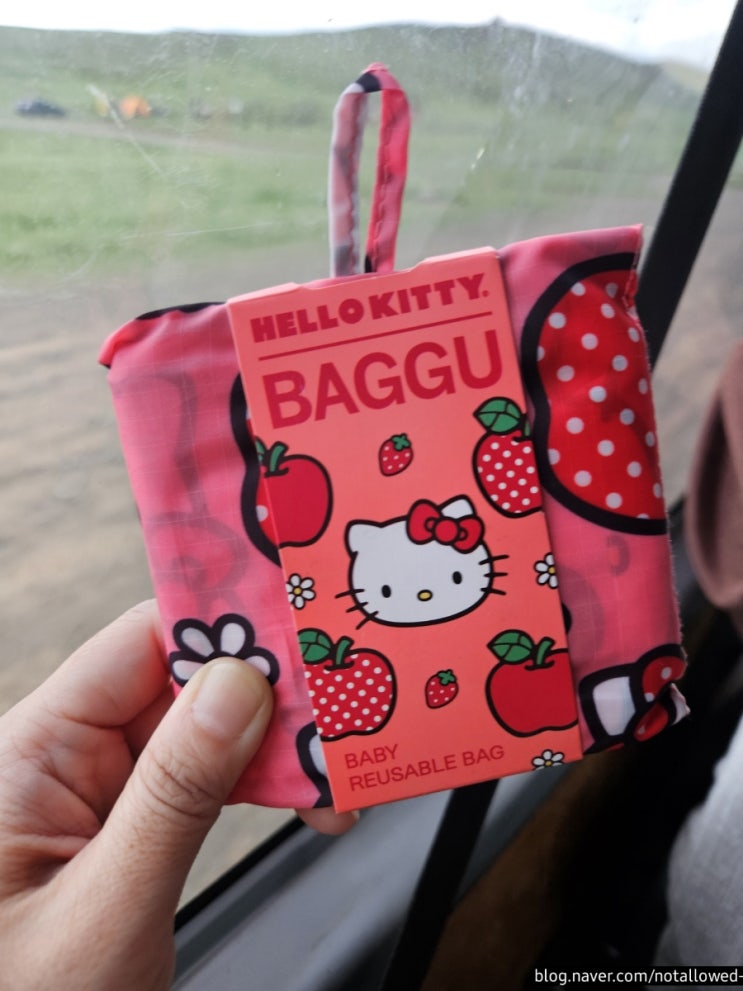 HELLO KITTY.
BAGGU
BABY
REUSABLE BAG
blog.naver.com/notallowed-